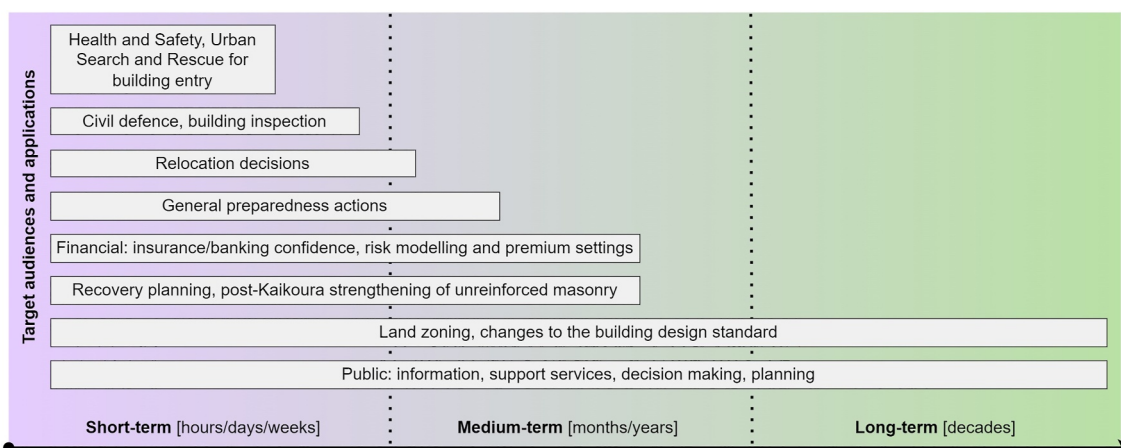 Target audiences and applications
Health and Safety, Urban
Search and Rescue for
building entry
Civil defence, building inspection
Relocation decisions
General preparedness actions
Financial: insurance/banking confidence, risk modelling and premium settings
Recovery planning, post-Kaikoura strengthening of unreinforced masonry
Land zoning, changes to the building design standard
Public: information, support services, decision making, planning
Short-term [hours/days/weeks]
Medium-term [months/years]
Long-term [decades]